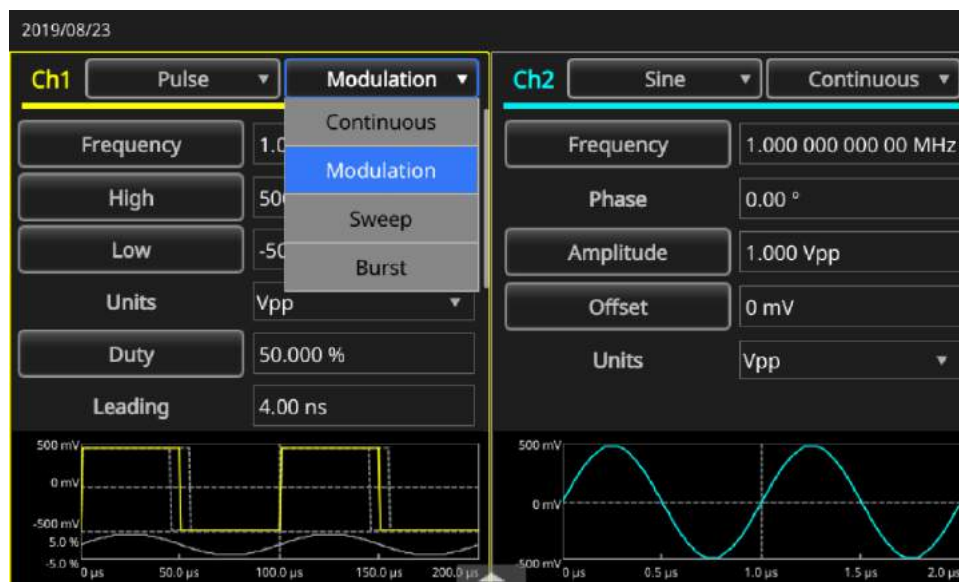 2019/08/23
Ch1 Pulse Modulation
Continuous
Modulation
Sweep
Burst
Frequency 1.0
High 50
Low -50
Units Vpp
Duty 50.000 %
Leading 4.00 ns
500 mV
0 mV
-500 mV
5.0 %
-5.0 %
0 µs 50.0 µs 100.0 µs 150.0 µs 200.0 µs
Ch2 Sine Continuous
Frequency 1.000 000 000 00 MHz
Phase 0.00 °
Amplitude 1.000 Vpp
Offset 0 mV
Units Vpp
500 mV
0 mV
-500 mV
0 µs 0.5 µs 1.0 µs 1.5 µs 2.0 µs